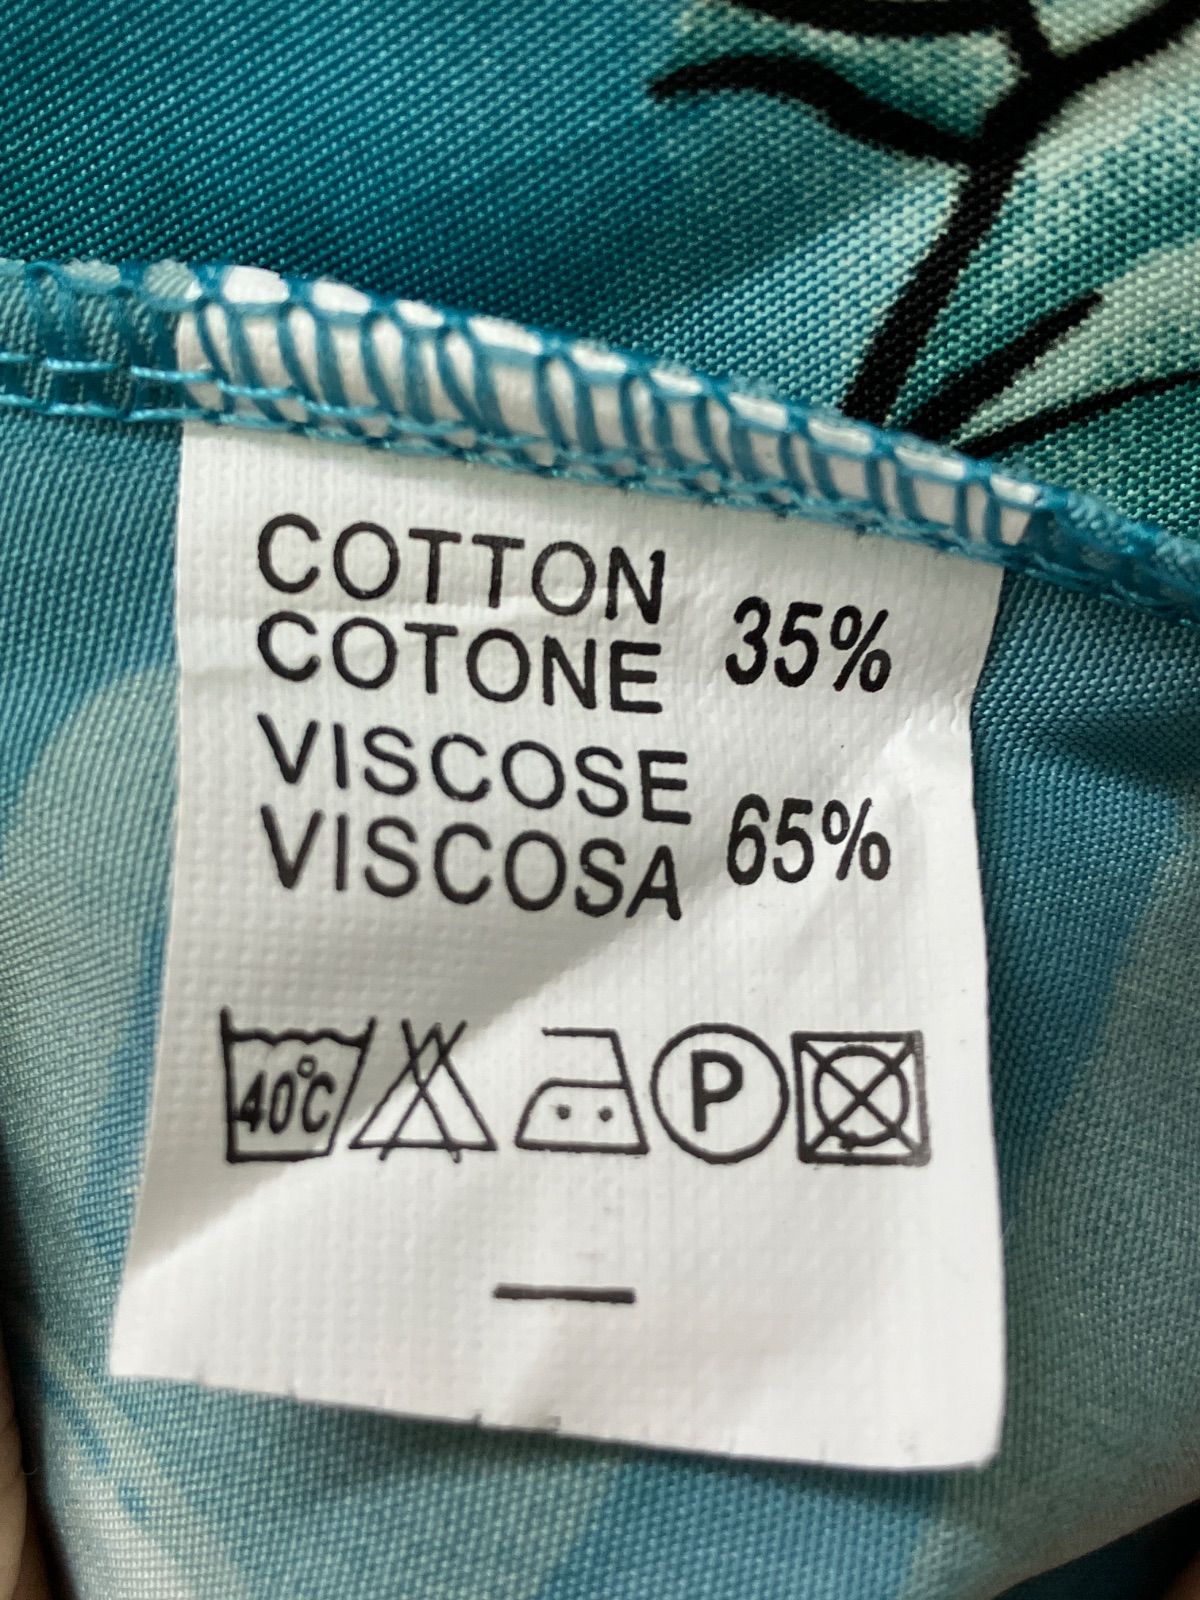 COTTON
COTONE 35%
VISCOSE
VISCOSA 65%
40°C P